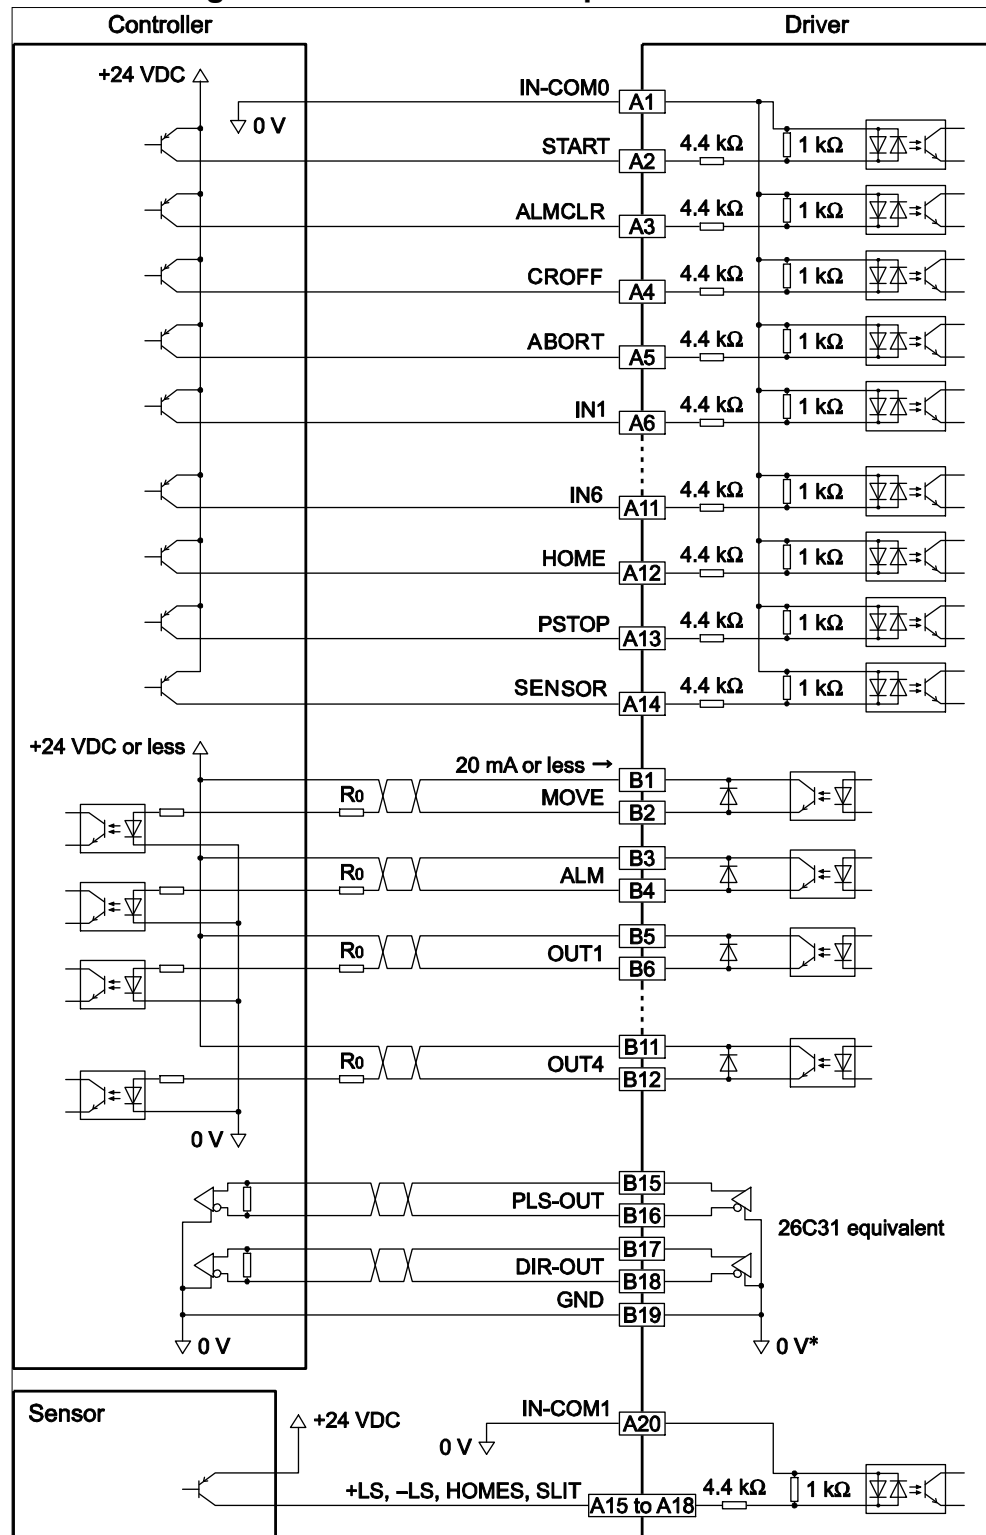 Controller
Driver
+24 VDC
IN-COM0
A1
0 V
START
A2
4.4 kΩ
1 kΩ
ALMCLR
A3
4.4 kΩ
1 kΩ
CROFF
A4
4.4 kΩ
1 kΩ
ABORT
A5
4.4 kΩ
1 kΩ
IN1
A6
4.4 kΩ
1 kΩ
IN6
A11
4.4 kΩ
1 kΩ
HOME
A12
4.4 kΩ
1 kΩ
PSTOP
A13
4.4 kΩ
1 kΩ
SENSOR
A14
4.4 kΩ
1 kΩ
+24 VDC or less
20 mA or less →
B1
R0
MOVE
B2
B3
R0
ALM
B4
B5
R0
OUT1
B6
B11
R0
OUT4
B12
0 V
B15
PLS-OUT
B16
26C31 equivalent
B17
DIR-OUT
B18
GND
B19
0 V
0 V*
Sensor
+24 VDC
IN-COM1
A20
0 V
+LS, –LS, HOMES, SLIT
A15 to A18
4.4 kΩ
1 kΩ